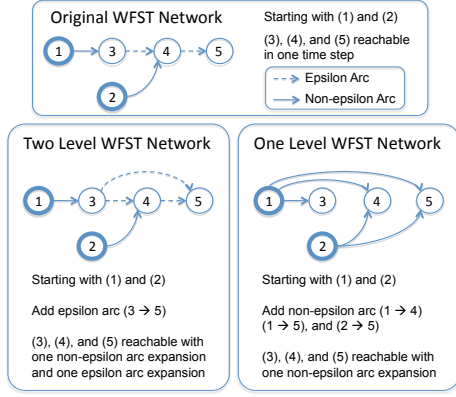 Original WFST Network
Starting with (1) and (2)
(3), (4), and (5) reachable
in one time step
Epsilon Arc
Non-epsilon Arc
1
3
4
5
2
Two Level WFST Network
1
3
4
5
2
Starting with (1) and (2)
Add epsilon arc (3 → 5)
(3), (4), and (5) reachable with
one non-epsilon arc expansion
and one epsilon arc expansion
One Level WFST Network
1
3
4
5
2
Starting with (1) and (2)
Add non-epsilon arc (1 → 4)
(1 → 5), and (2 → 5)
(3), (4), and (5) reachable with
one non-epsilon arc expansion